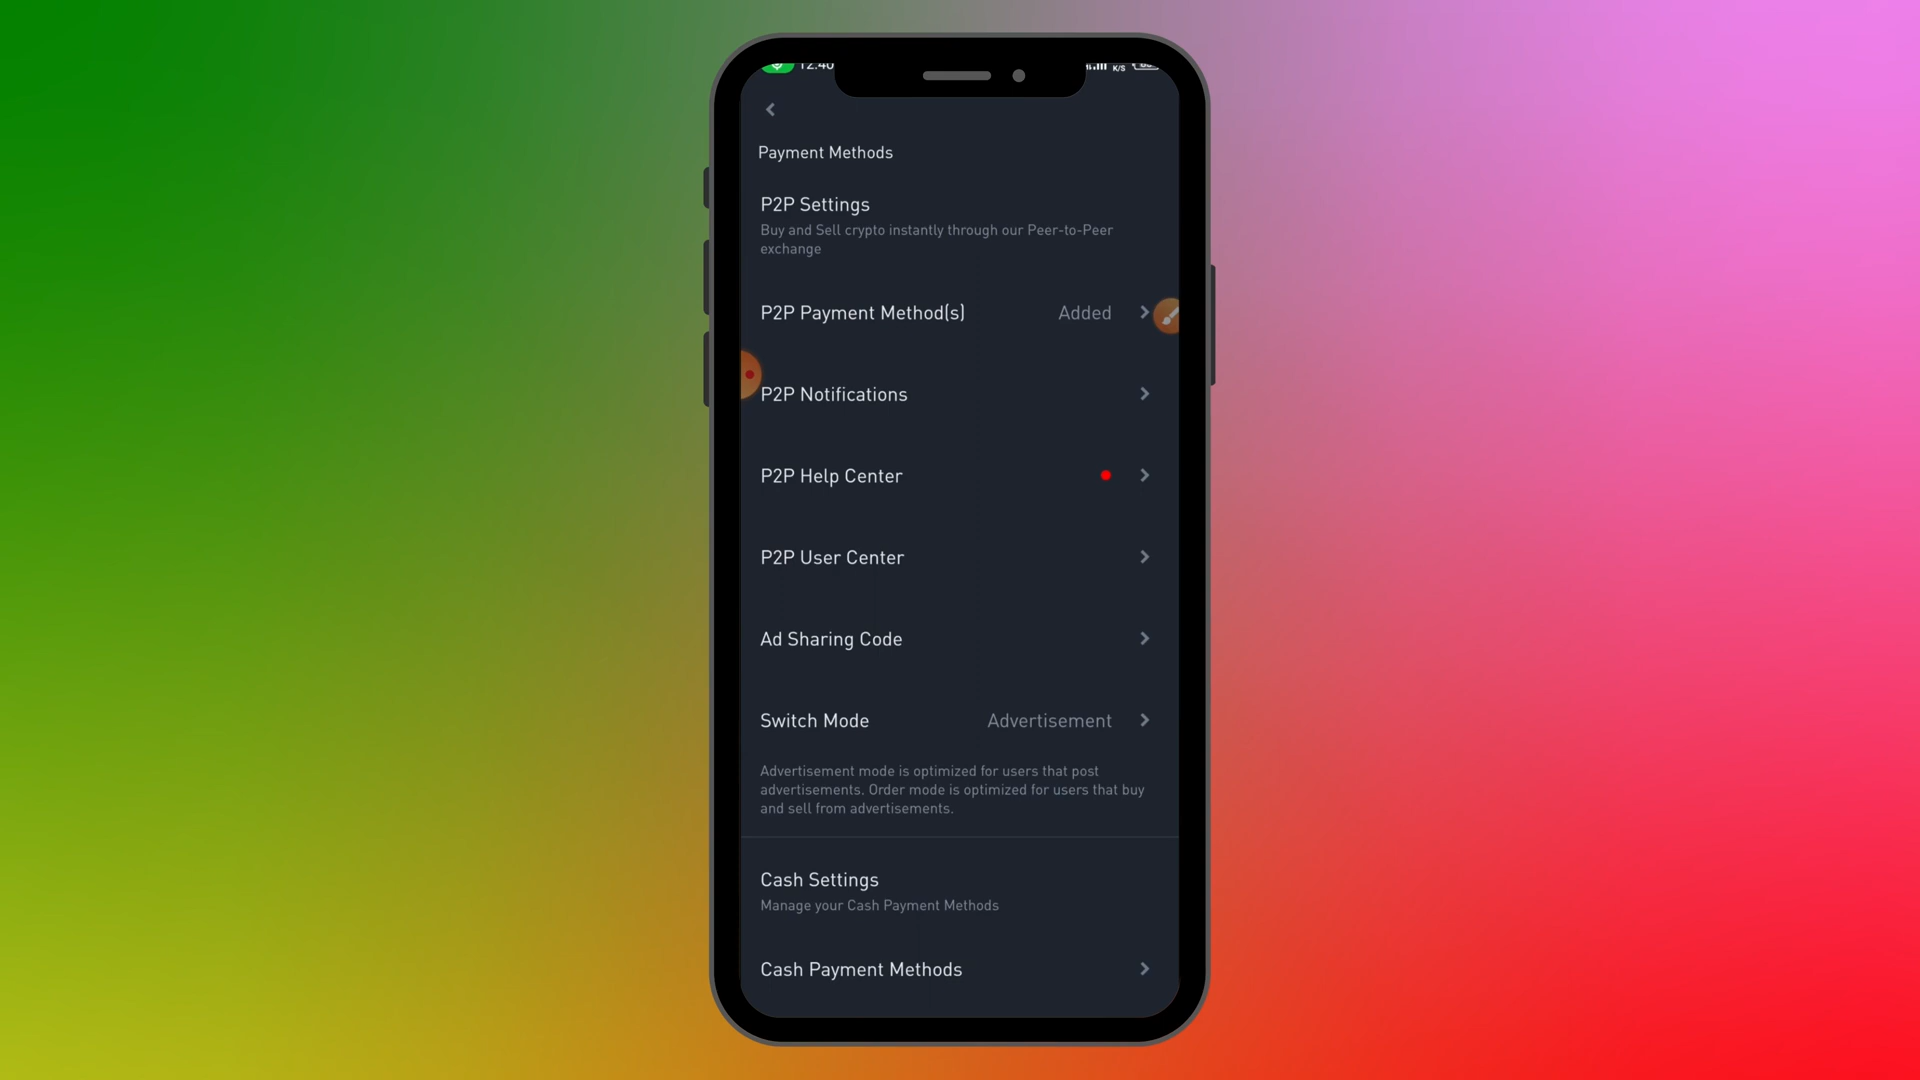 12:40
K/S
Payment Methods
P2P Settings
Buy and Sell crypto instantly through our Peer-to-Peer
exchange
P2P Payment Method(s) Added
P2P Notifications
P2P Help Center
P2P User Center
Ad Sharing Code
Switch Mode Advertisement
Advertisement mode is optimized for users that post
advertisements. Order mode is optimized for users that buy
and sell from advertisements.
Cash Settings
Manage your Cash Payment Methods
Cash Payment Methods